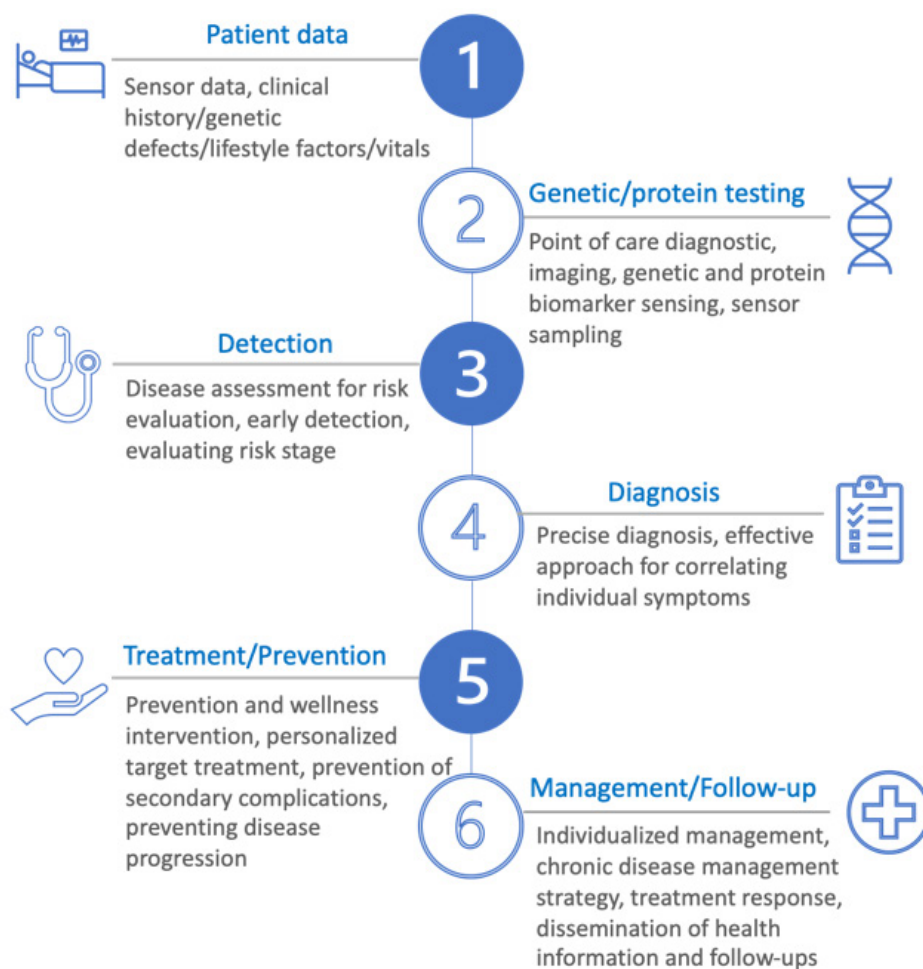 Patient data
1
Sensor data, clinical
history/genetic
defects/lifestyle factors/vitals
2
Genetic/protein testing
Point of care diagnostic,
imaging, genetic and protein
biomarker sensing, sensor
sampling
Detection
3
Disease assessment for risk
evaluation, early detection,
evaluating risk stage
4
Diagnosis
Precise diagnosis, effective
approach for correlating
individual symptoms
Treatment/Prevention
5
Prevention and wellness
intervention, personalized
target treatment, prevention of
secondary complications,
preventing disease
progression
6
Management/Follow-up
Individualized management,
chronic disease management
strategy, treatment response,
dissemination of health
information and follow-ups